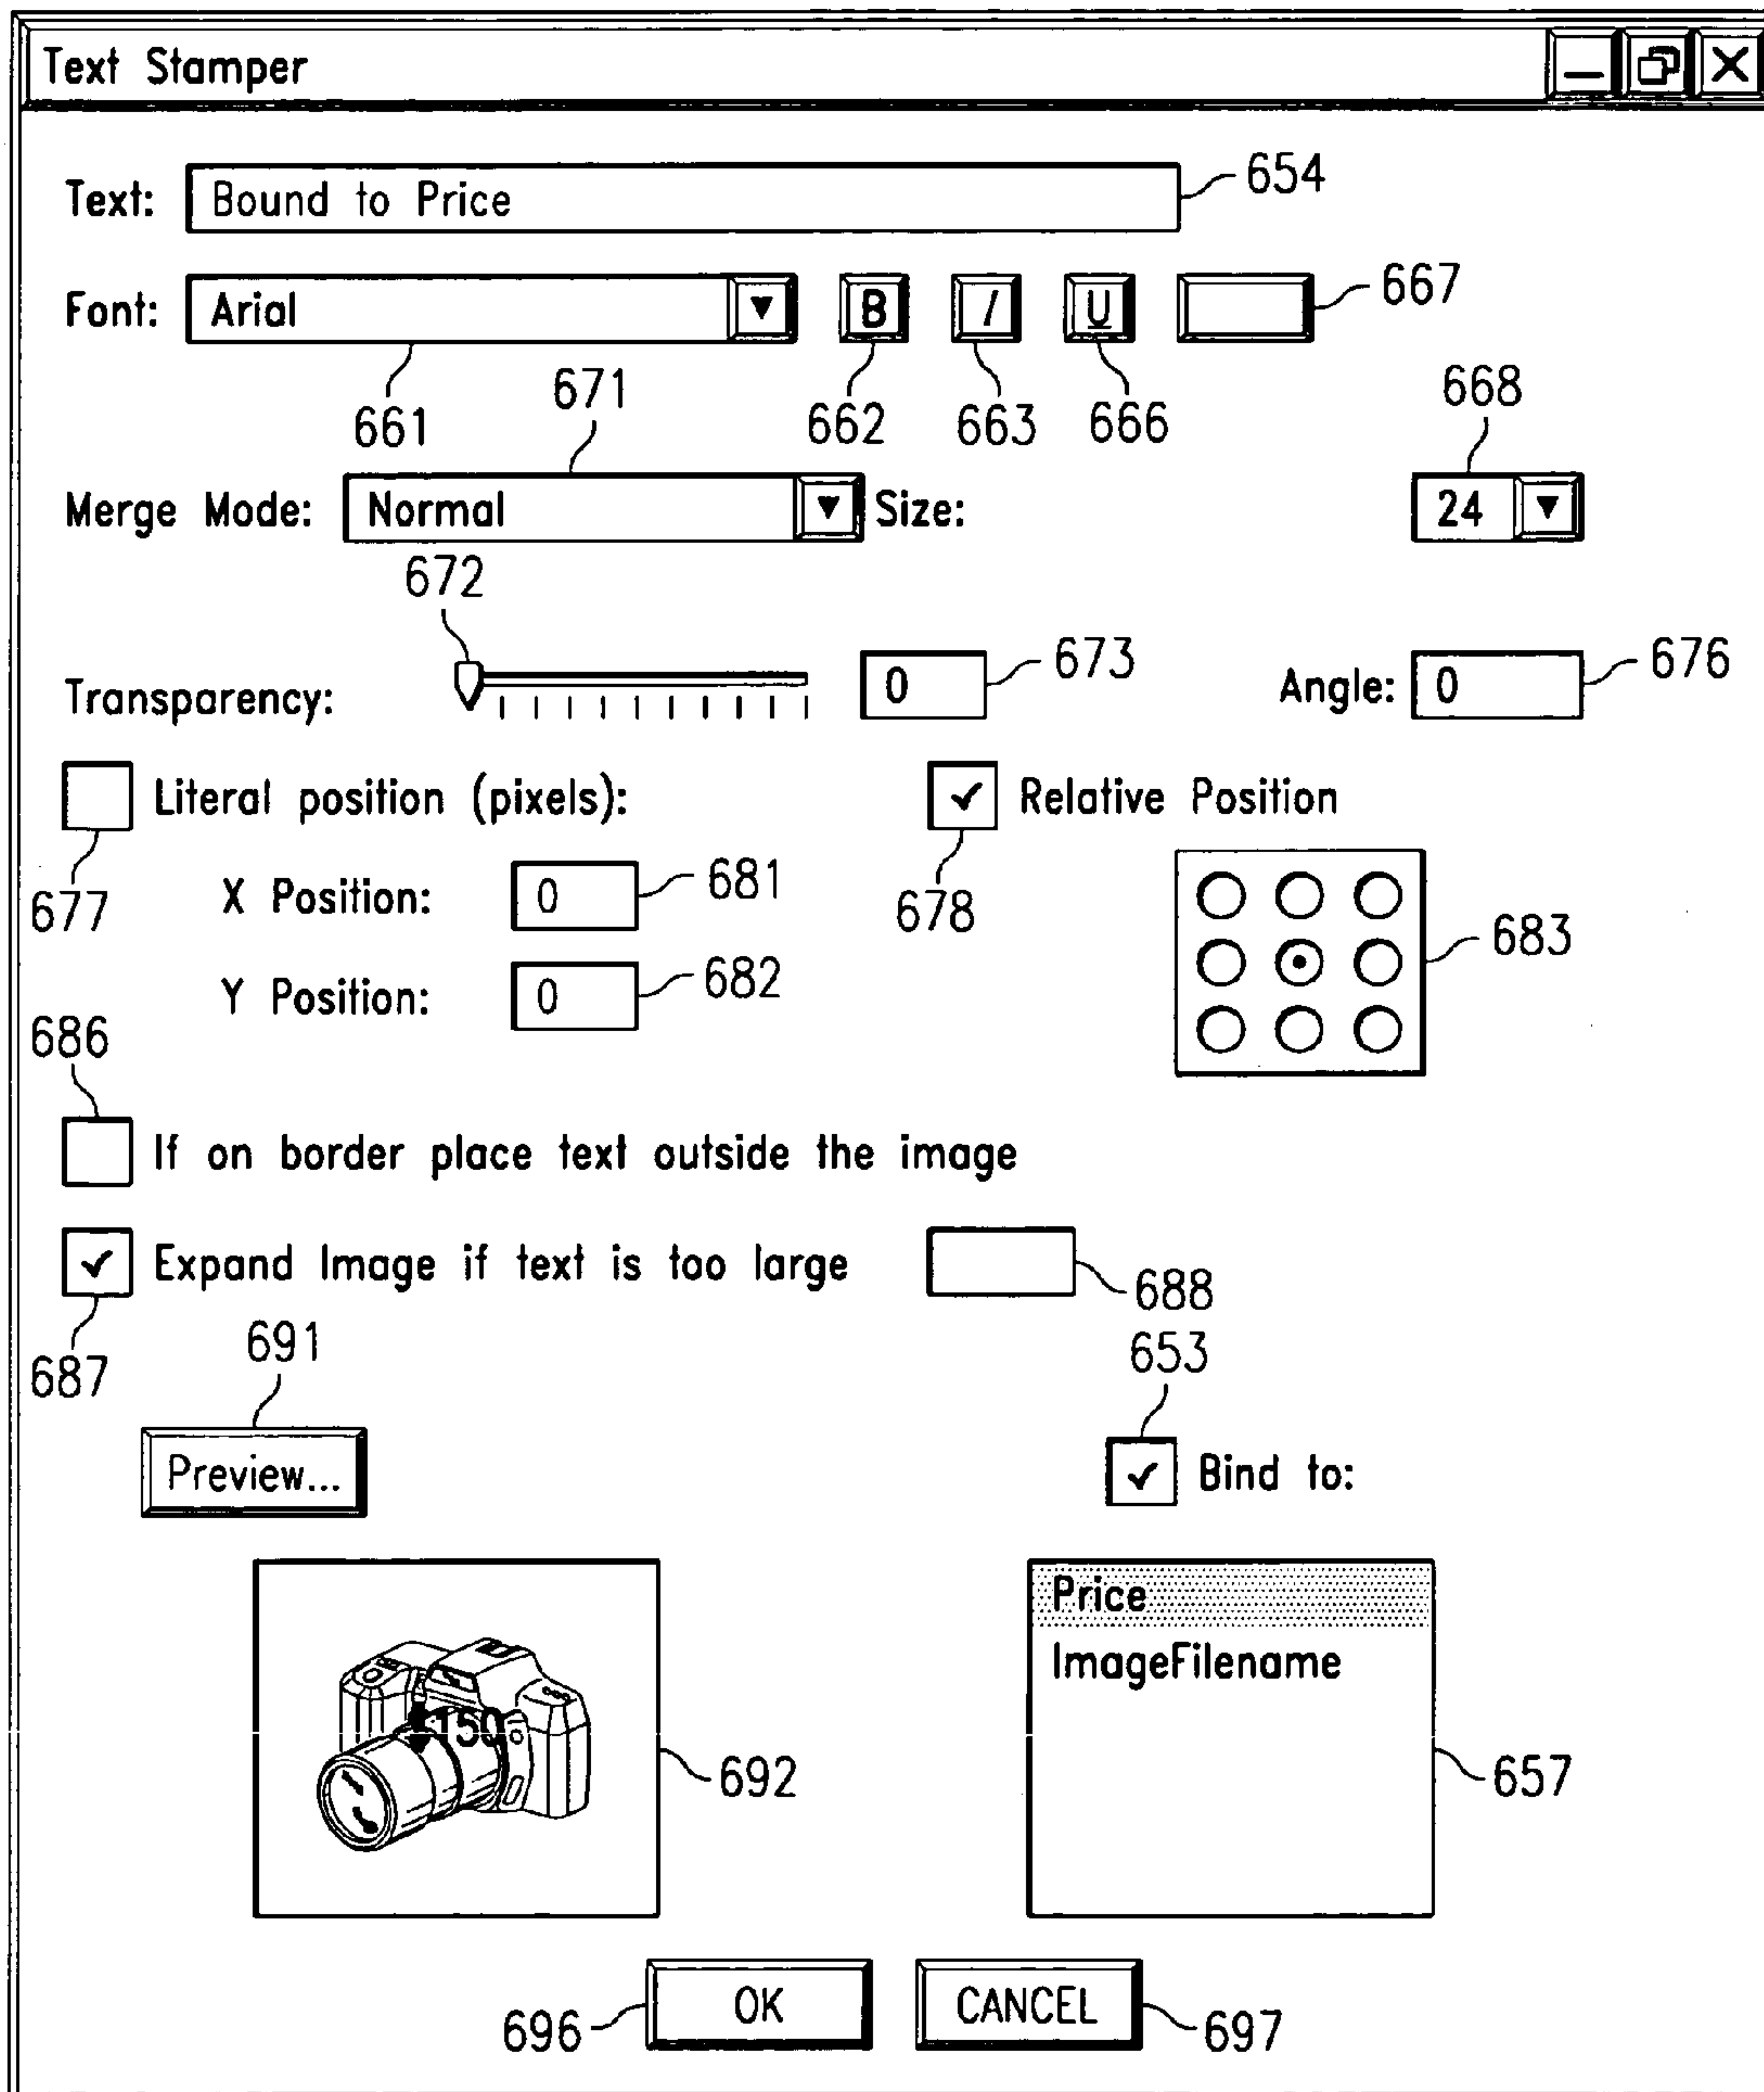 Text Stamper
Text: Bound to Price 654
Font: Arial B I U 667
661 671 662 663 666 668
Merge Mode: Normal Size: 24
672
Transparency: 0 673 Angle: 0 676
Literal position (pixels): Relative Position
677 X Position: 0 681 678 683
Y Position: 0 682
686
If on border place text outside the image
Expand Image if text is too large 688
687 691 653
Preview... Bind to:
Price
ImageFilename
150
692 657
696 OK CANCEL 697